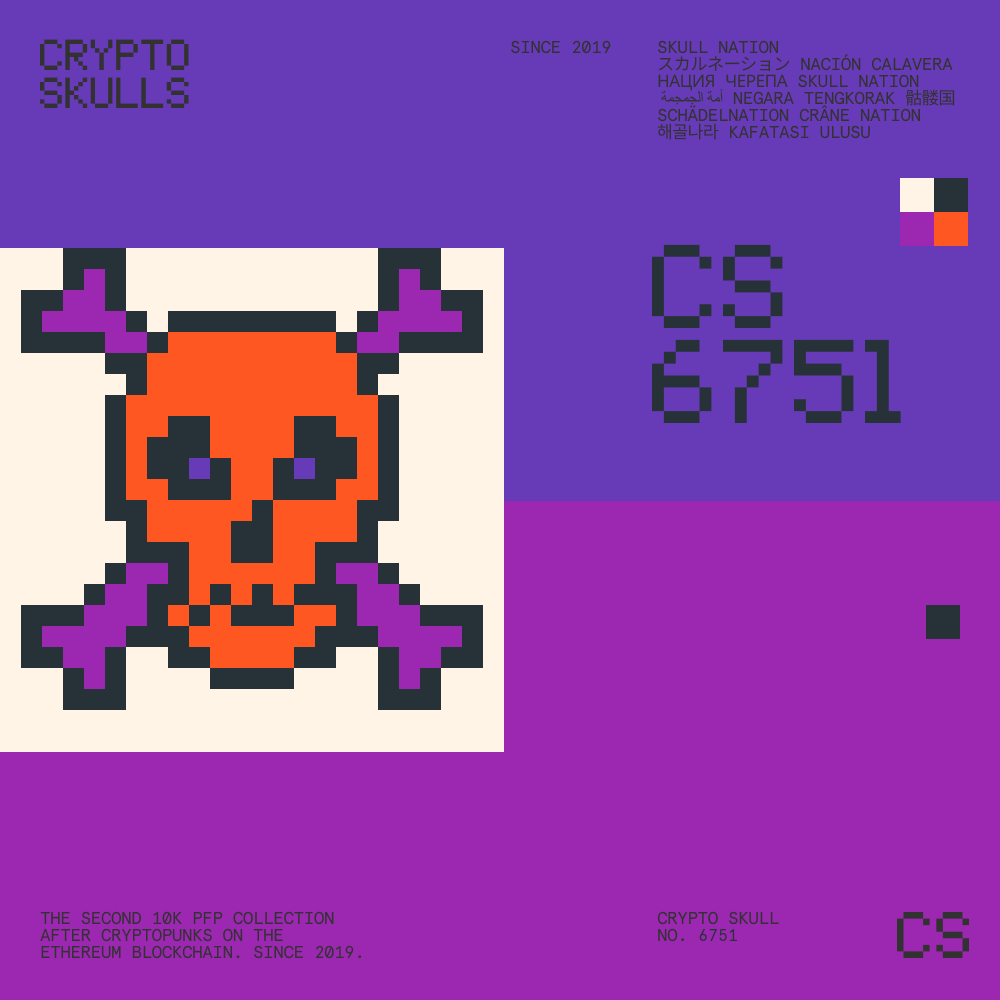 CRYPTO
SKULLS
SINCE 2019
SKULL NATION
スカルネーション NACIÓN CALAVERA
НАЦИЯ ЧЕРЕПА SKULL NATION
أمة الجمجمة NEGARA TENGKORAK 骷髅国
SCHÄDELNATION CRÂNE NATION
해골나라 KAFATASI ULUSU
CS
6751
THE SECOND 10K PFP COLLECTION
AFTER CRYPTOPUNKS ON THE
ETHEREUM BLOCKCHAIN. SINCE 2019.
CRYPTO SKULL
NO. 6751
CS